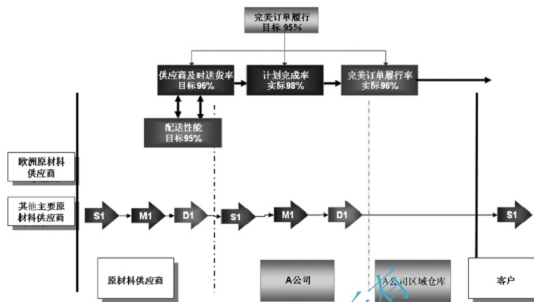 完美订单履行
目标 95%
供应商及时送货率
目标96%
计划完成率
实际98%
完美订单履行率
实际96%
配送性能
目标95%
欧洲原材料
供应商
其他主要原
材料供应商
S1
M1
D1
S1
M1
D1
S1
原材料供应商
A公司
A公司区域仓库
客户